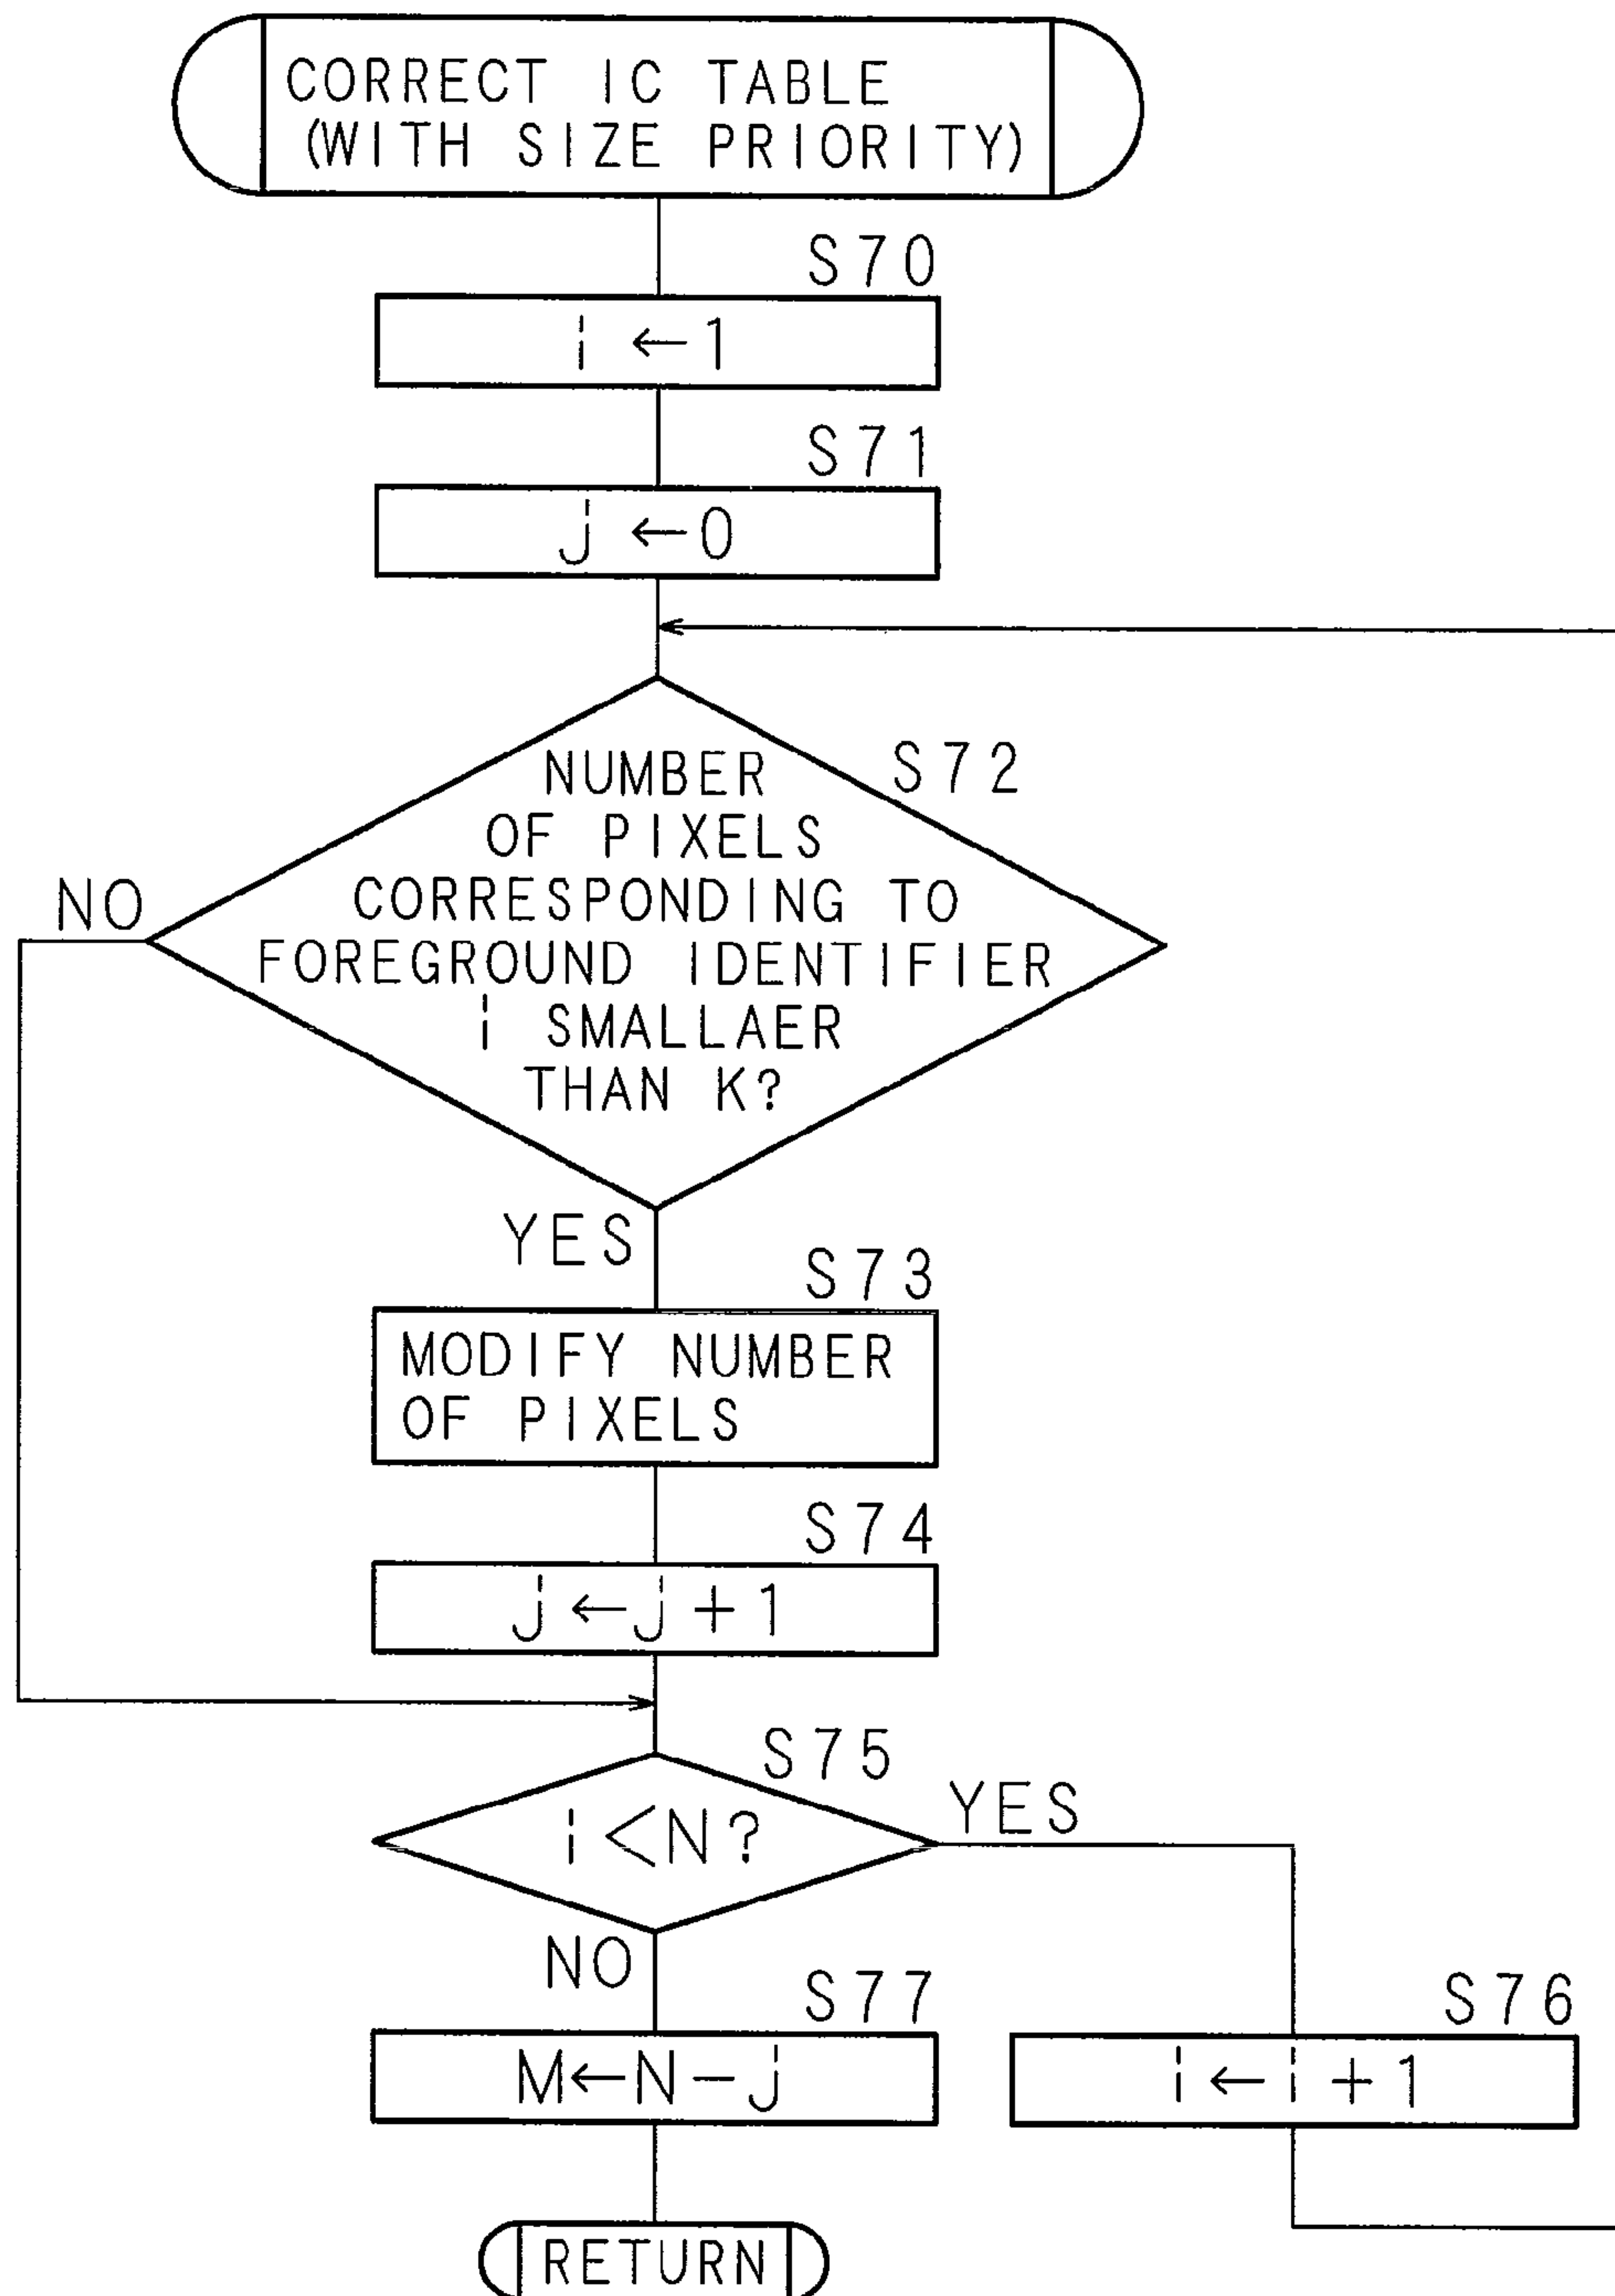 CORRECT IC TABLE
(WITH SIZE PRIORITY)
S70
i ←1
S71
j ←0
S72
NUMBER
OF PIXELS
CORRESPONDING TO
FOREGROUND IDENTIFIER
i SMALLAER
THAN K?
NO
YES
S73
MODIFY NUMBER
OF PIXELS
S74
j ←j +1
S75
i <N?
YES
NO
S77
M←N-j
S76
i ←i +1
RETURN